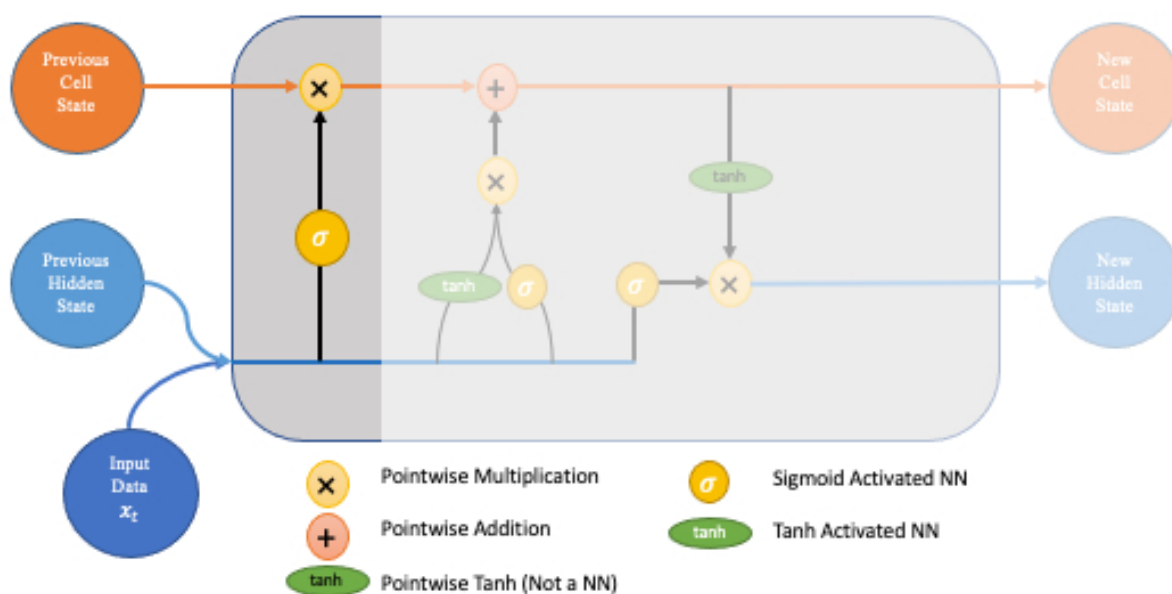 Previous
Cell
State
×
+
New
Cell
State
×
tanh
σ
Previous
Hidden
State
tanh
σ
σ
×
New
Hidden
State
Input
Data
xₜ
× Pointwise Multiplication
σ Sigmoid Activated NN
+ Pointwise Addition
tanh Tanh Activated NN
tanh Pointwise Tanh (Not a NN)